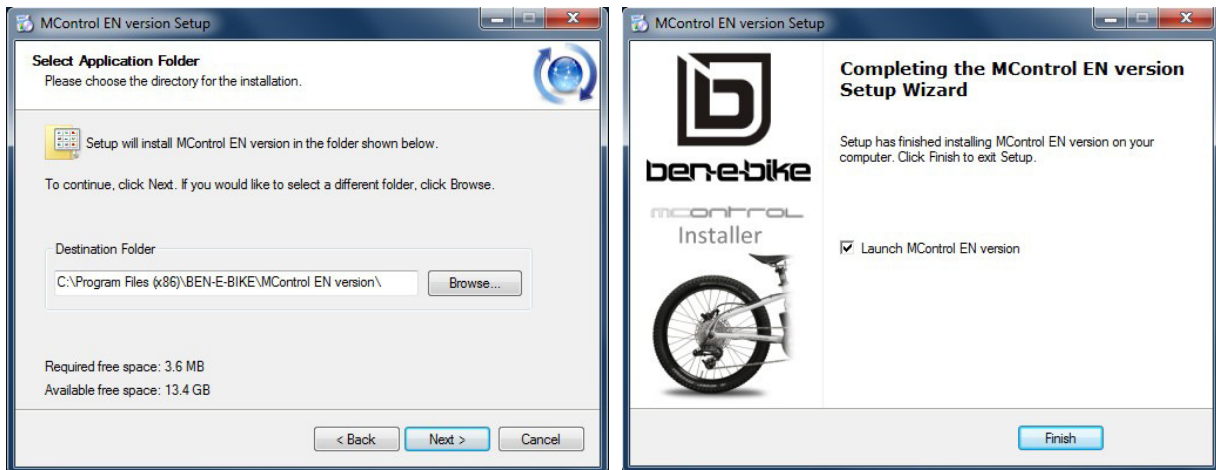 MControl EN version Setup
Select Application Folder
Please choose the directory for the installation.
Setup will install MControl EN version in the folder shown below.
To continue, click Next. If you would like to select a different folder, click Browse.
Destination Folder
C:\Program Files (x86)\BEN-E-BIKE\MControl EN version\
Browse...
Required free space: 3.6 MB
Available free space: 13.4 GB
< Back
Next >
Cancel
MControl EN version Setup
ben-e-bike
mcontrol
Installer
Completing the MControl EN version
Setup Wizard
Setup has finished installing MControl EN version on your
computer. Click Finish to exit Setup.
Launch MControl EN version
Finish